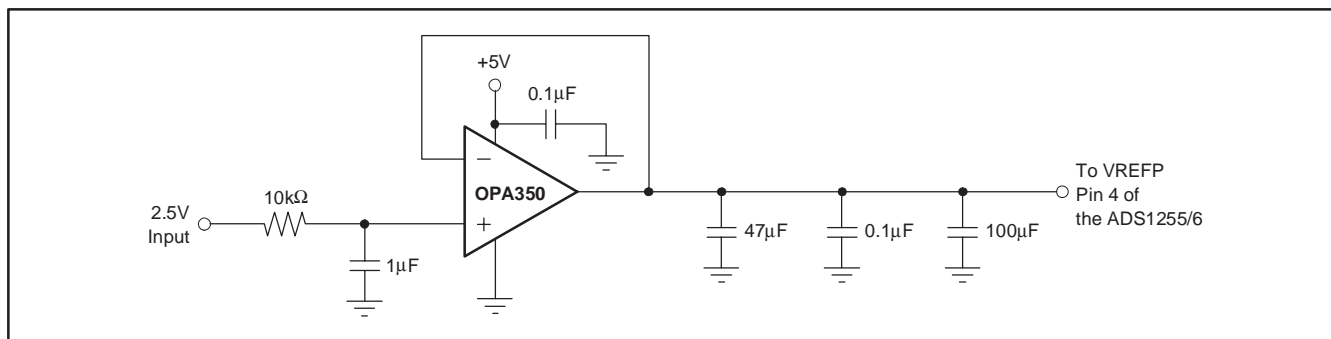 +5V
0.1μF
−
OPA350
+
10kΩ
2.5V
Input
1μF
47μF
0.1μF
100μF
To VREFP
Pin 4 of
the ADS1255/6